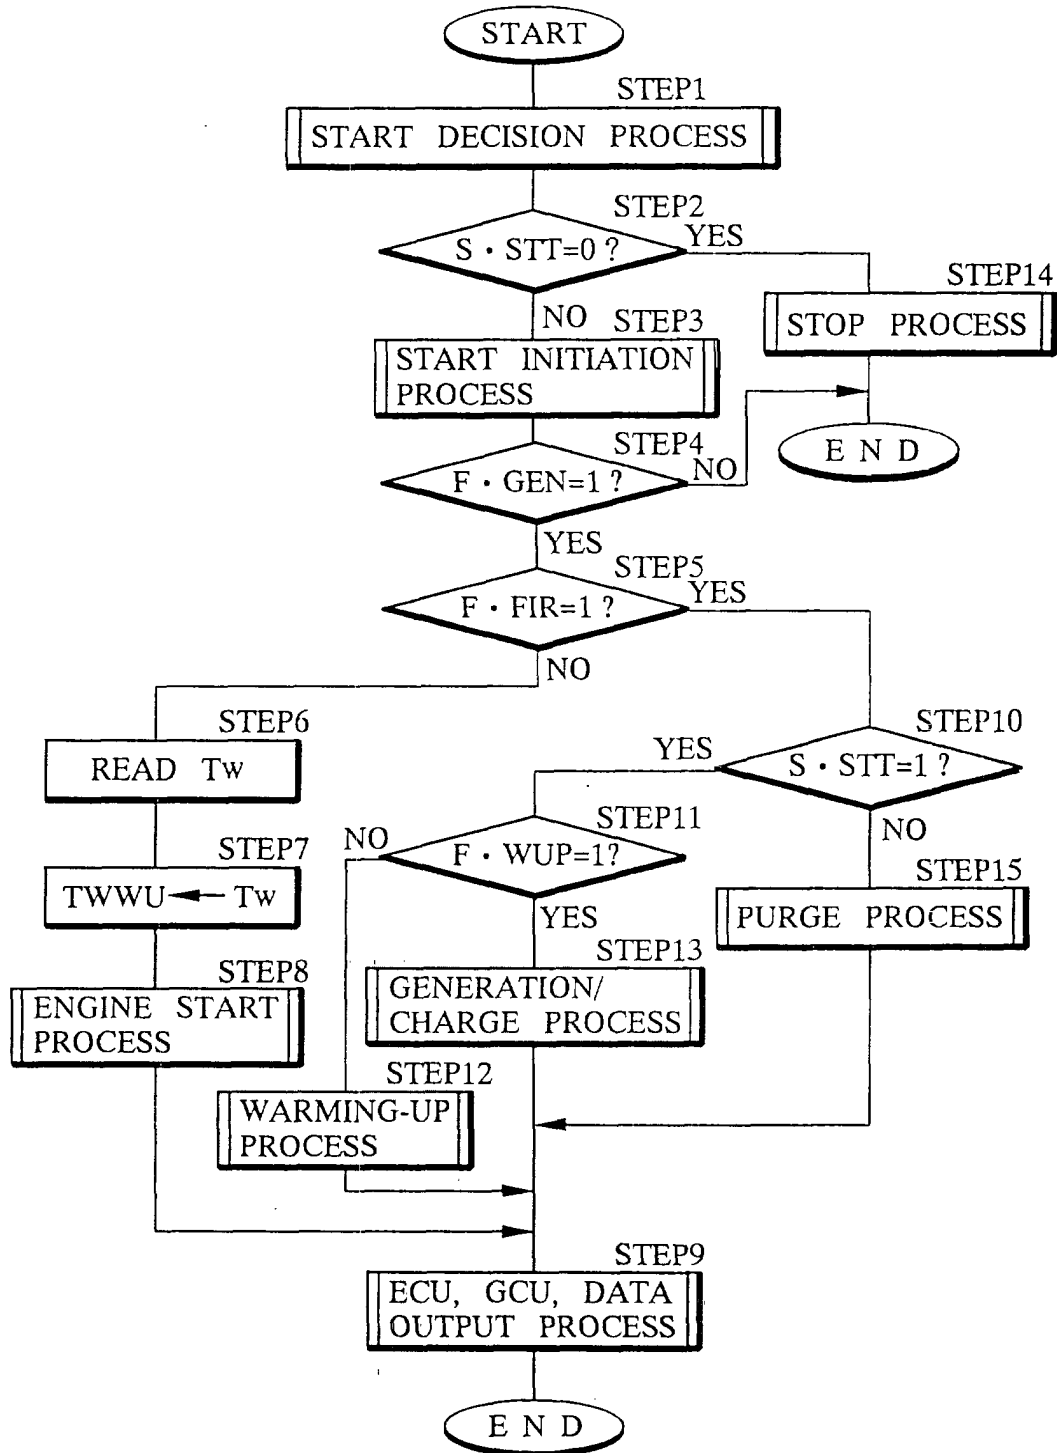 START
STEP1
START DECISION PROCESS
STEP2
S・STT=0 ?
YES
NO
STEP14
STOP PROCESS
STEP3
START INITIATION
PROCESS
STEP4
F・GEN=1 ?
NO
YES
END
STEP5
F・FIR=1 ?
YES
NO
STEP6
READ Tw
STEP10
S・STT=1 ?
YES
NO
STEP7
TWWU ← Tw
STEP11
F・WUP=1?
NO
YES
STEP15
PURGE PROCESS
STEP8
ENGINE START
PROCESS
STEP13
GENERATION/
CHARGE PROCESS
STEP12
WARMING-UP
PROCESS
STEP9
ECU, GCU, DATA
OUTPUT PROCESS
END